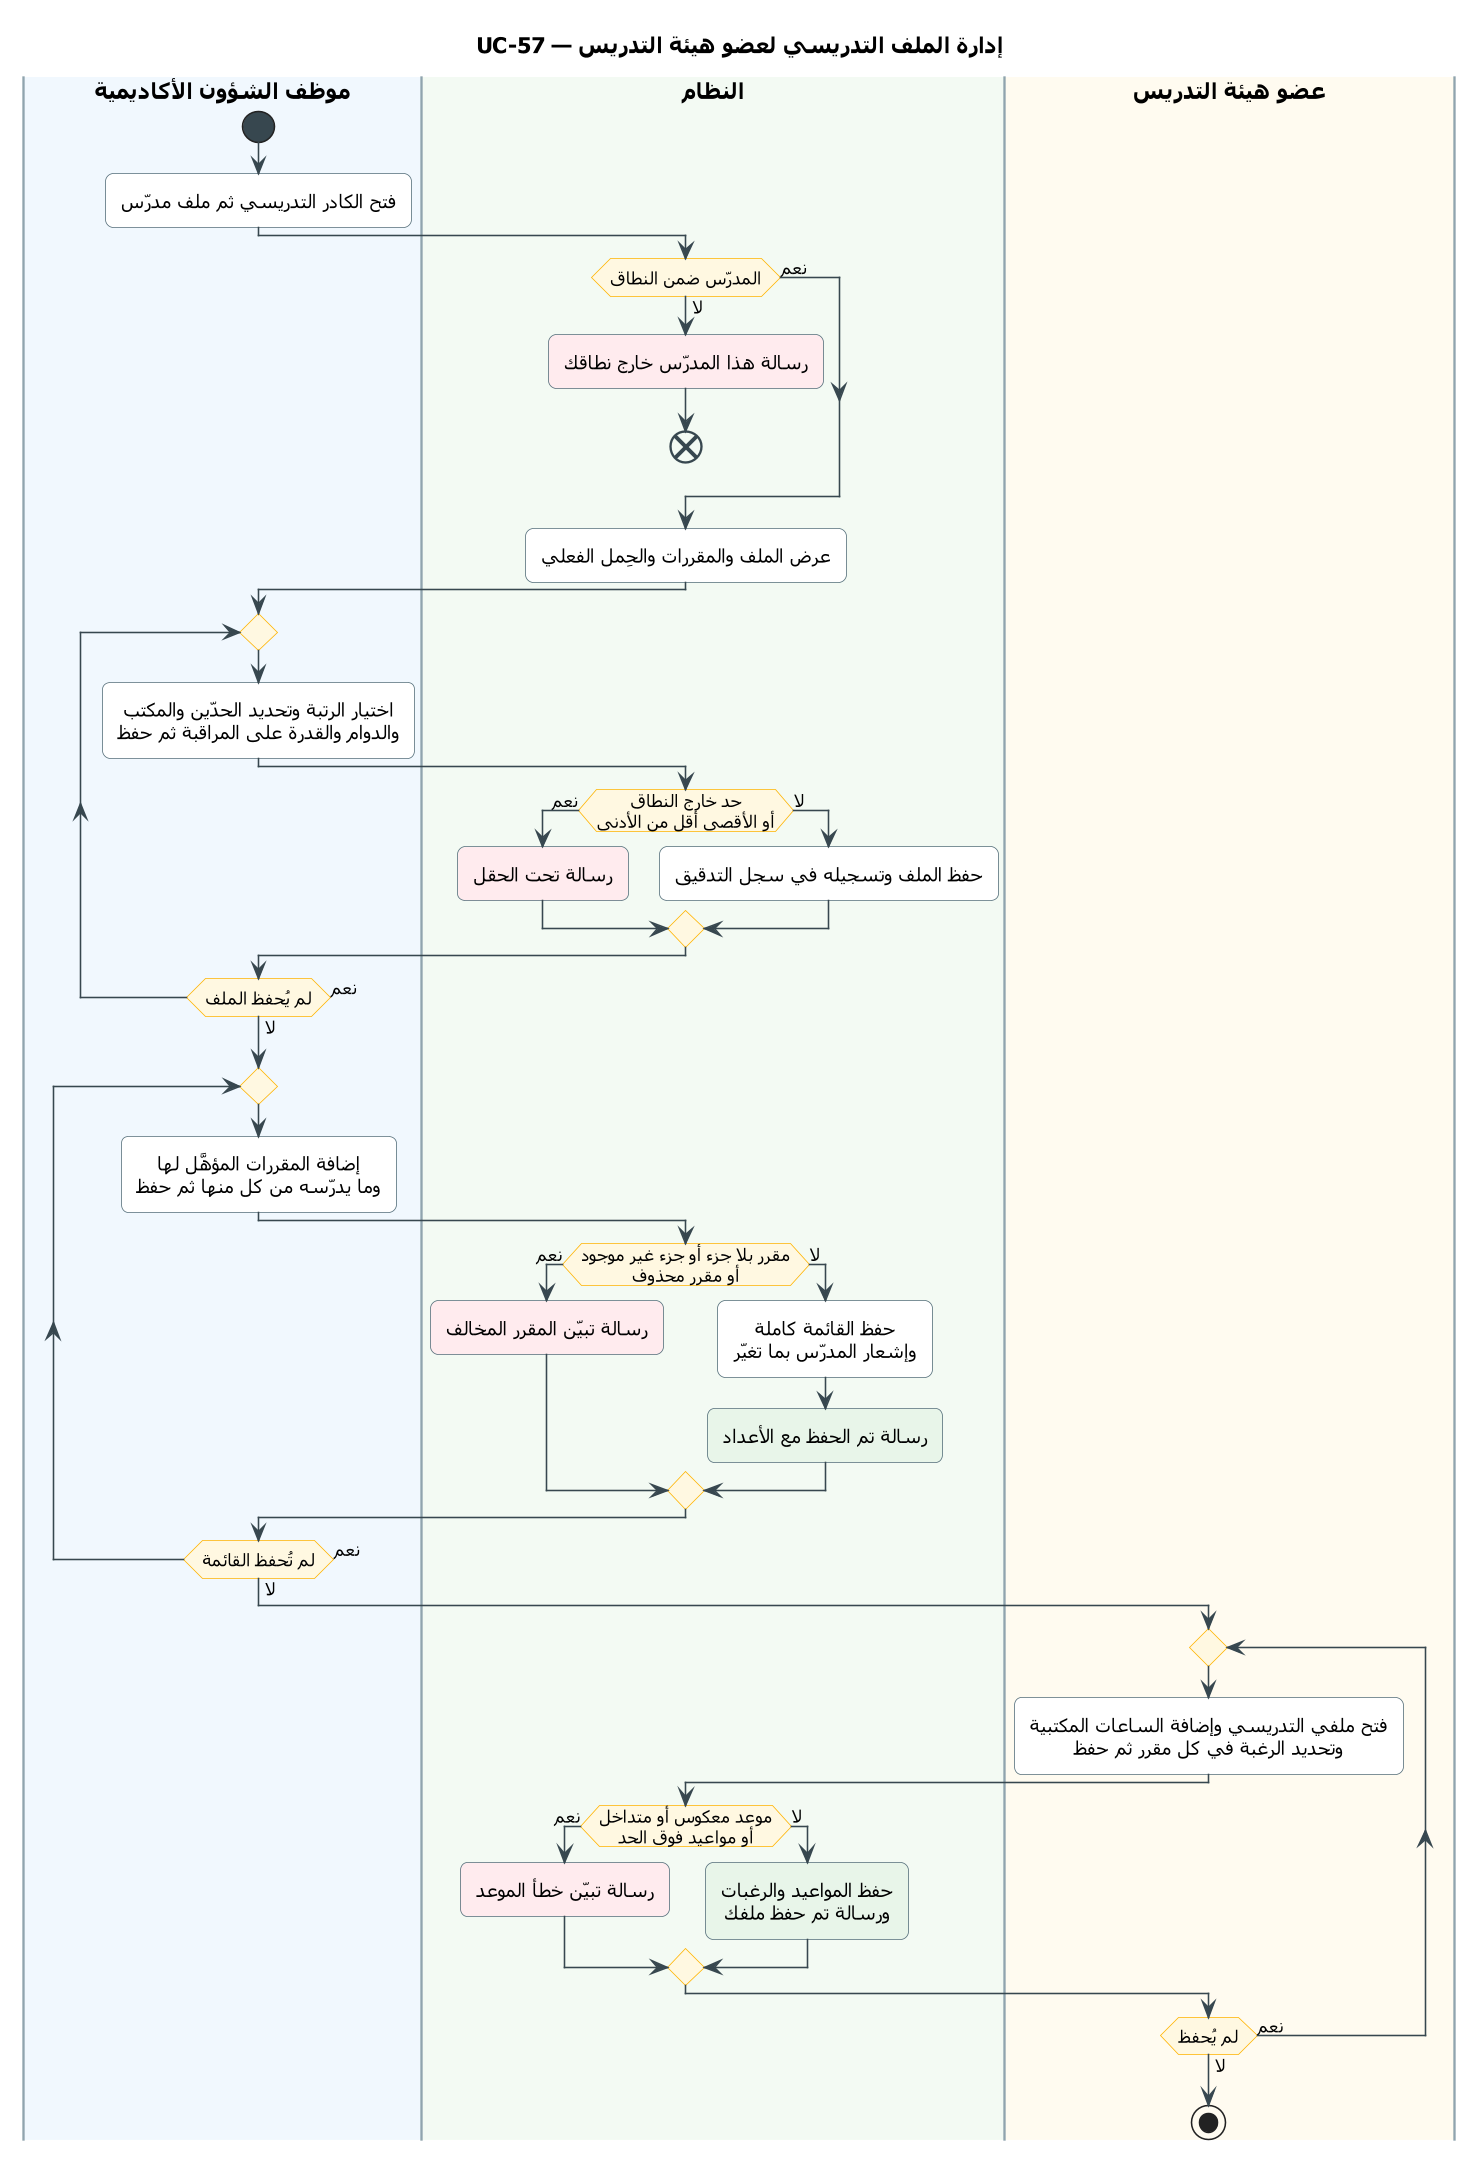 إدارة الملف التدريسي لعضو هيئة التدريس — UC-57
موظف الشؤون الأكاديمية
النظام
عضو هيئة التدريس
فتح الكادر التدريسي ثم ملف مدرّس
المدرّس ضمن النطاق
نعم
لا
رسالة هذا المدرّس خارج نطاقك
عرض الملف والمقررات والحِمل الفعلي
اختيار الرتبة وتحديد الحدّين والمكتب
والدوام والقدرة على المراقبة ثم حفظ
حد خارج النطاق
أو الأقصى أقل من الأدنى
نعم
لا
رسالة تحت الحقل
حفظ الملف وتسجيله في سجل التدقيق
لم يُحفظ الملف
نعم
لا
إضافة المقررات المؤهَّل لها
وما يدرّسه من كل منها ثم حفظ
مقرر بلا جزء أو جزء غير موجود
أو مقرر محذوف
نعم
لا
رسالة تبيّن المقرر المخالف
حفظ القائمة كاملة
وإشعار المدرّس بما تغيّر
رسالة تم الحفظ مع الأعداد
لم تُحفظ القائمة
نعم
لا
فتح ملفي التدريسي وإضافة الساعات المكتبية
وتحديد الرغبة في كل مقرر ثم حفظ
موعد معكوس أو متداخل
أو مواعيد فوق الحد
نعم
لا
رسالة تبيّن خطأ الموعد
حفظ المواعيد والرغبات
ورسالة تم حفظ ملفك
لم يُحفظ
نعم
لا